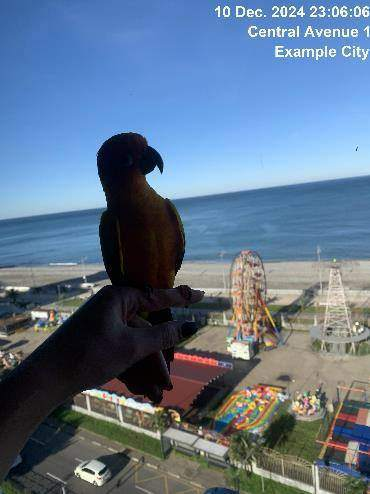 10 Dec. 2024 23:06:06
Central Avenue 1
Example City